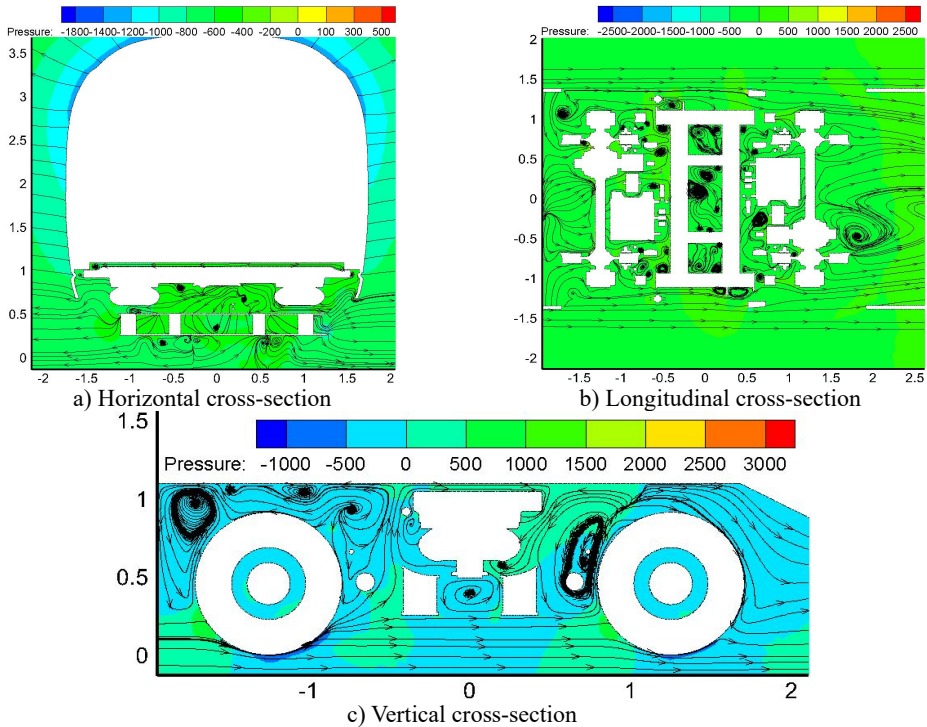 Pressure: -1800 -1400 -1200 -1000 -800 -600 -400 -200 0 100 300 500
3.5
3
2.5
2
1.5
1
0.5
0
-2 -1.5 -1 -0.5 0 0.5 1 1.5 2
a) Horizontal cross-section
Pressure: -2500 -2000 -1500 -1000 -500 0 500 1000 1500 2000 2500
2
1.5
1
0.5
0
-0.5
-1
-1.5
-2
-1.5 -1 -0.5 0 0.5 1 1.5 2 2.5
b) Longitudinal cross-section
1.5
Pressure: -1000 -500 0 500 1000 1500 2000 2500 3000
1
0.5
0
-1 0 1 2
c) Vertical cross-section